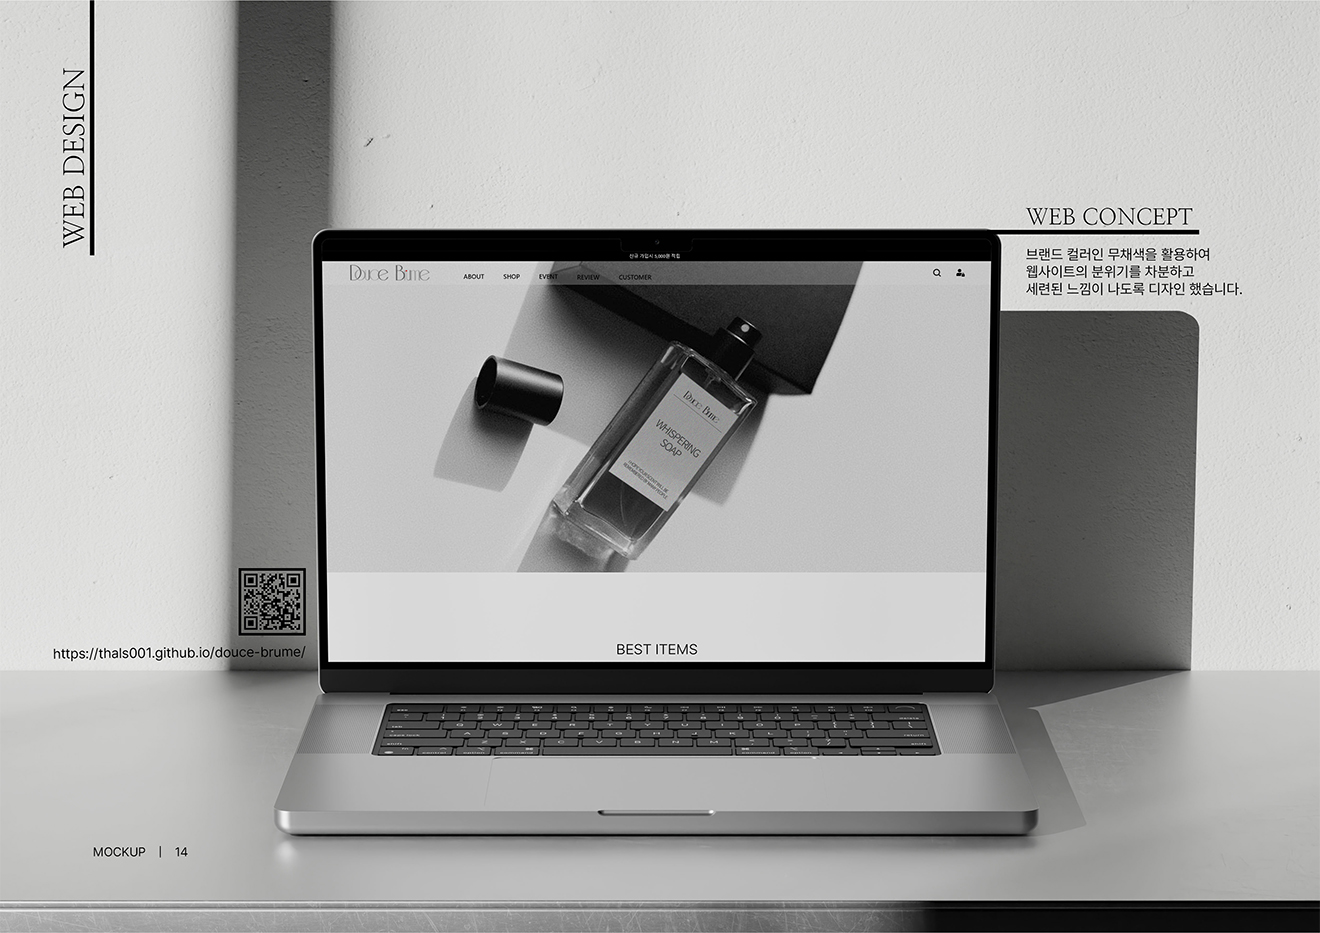 WEB DESIGN
WEB CONCEPT
브랜드 컬러인 무채색을 활용하여
웹사이트의 분위기를 차분하고
세련된 느낌이 나도록 디자인 했습니다.
신규 가입시 5,000원 적립
Douce Brume
ABOUT
SHOP
EVENT
REVIEW
CUSTOMER
Douce Brume
WHISPERING
SOAP
BEST ITEMS
https://thals001.github.io/douce-brume/
MOCKUP | 14